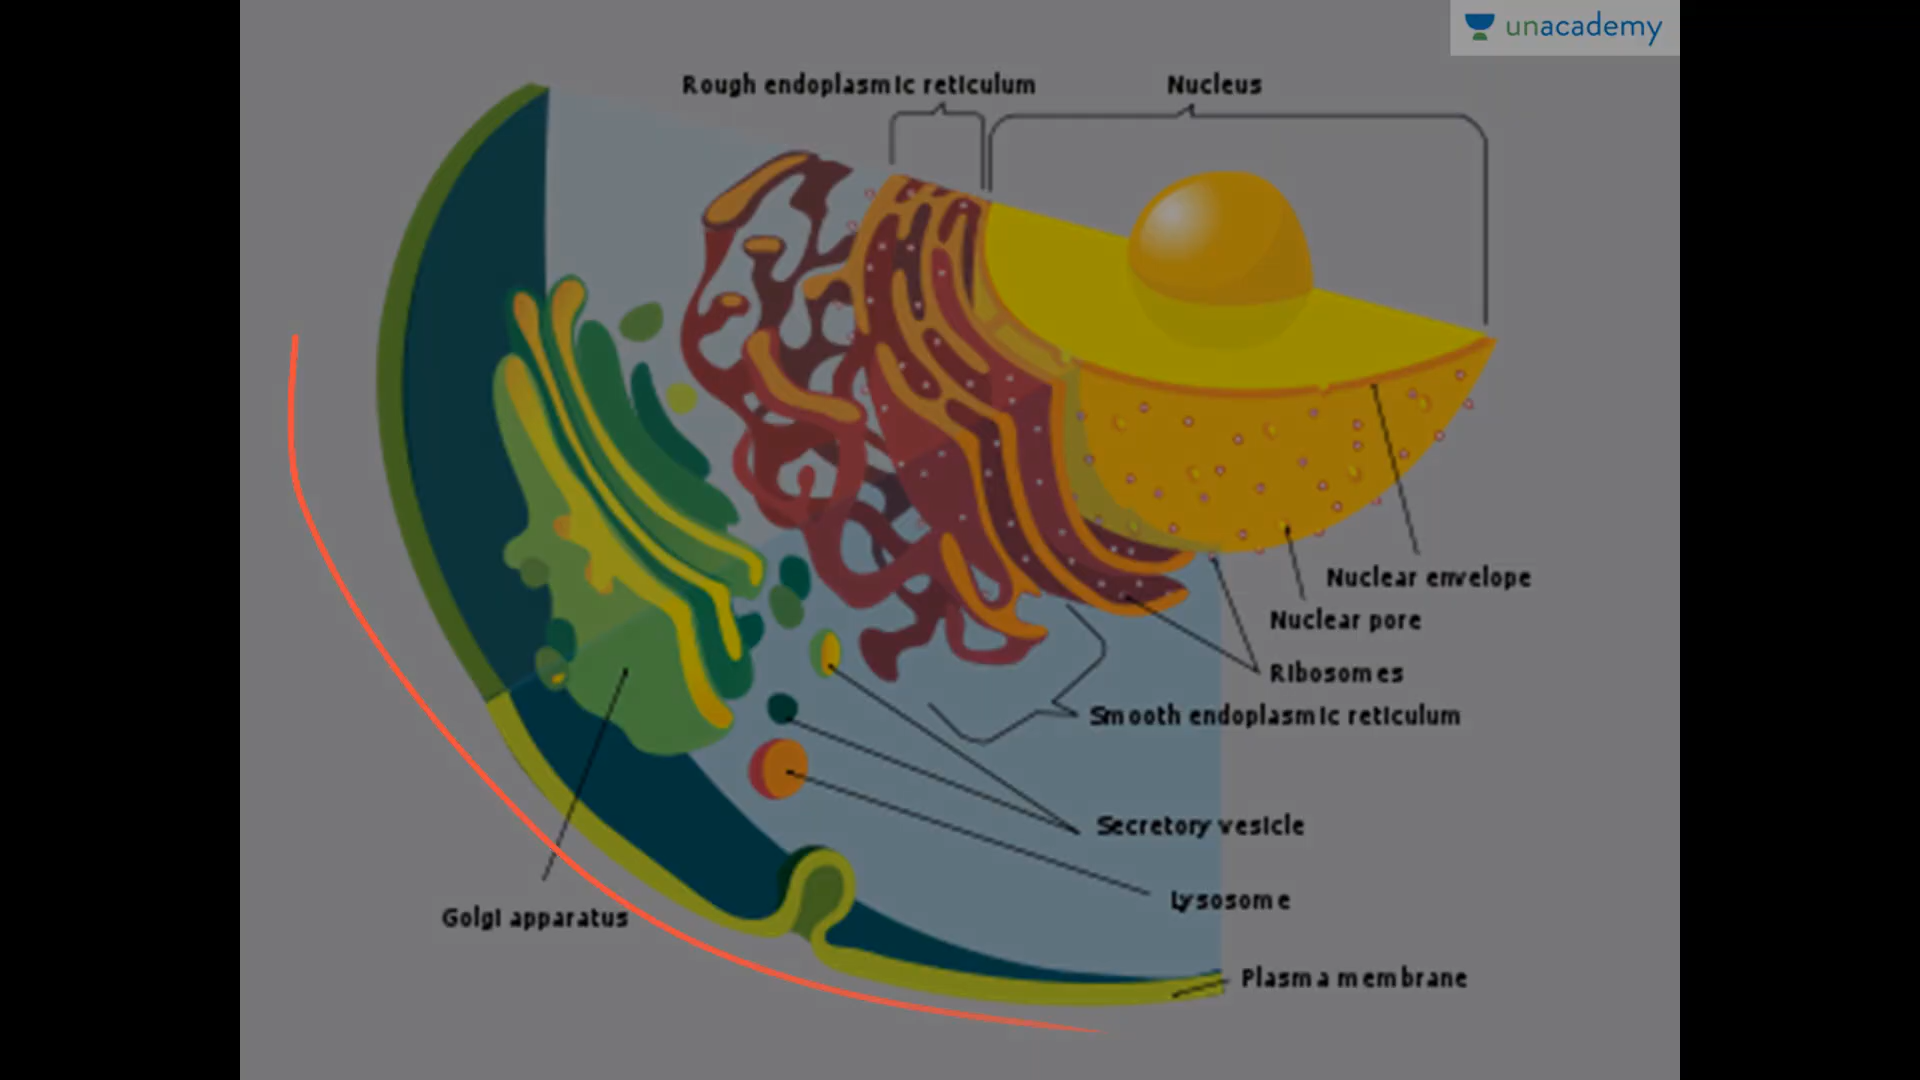 unacademy
Rough endoplasmic reticulum
Nucleus
Nuclear envelope
Nuclear pore
Ribosomes
Smooth endoplasmic reticulum
Secretory vesicle
Lysosome
Golgi apparatus
Plasma membrane